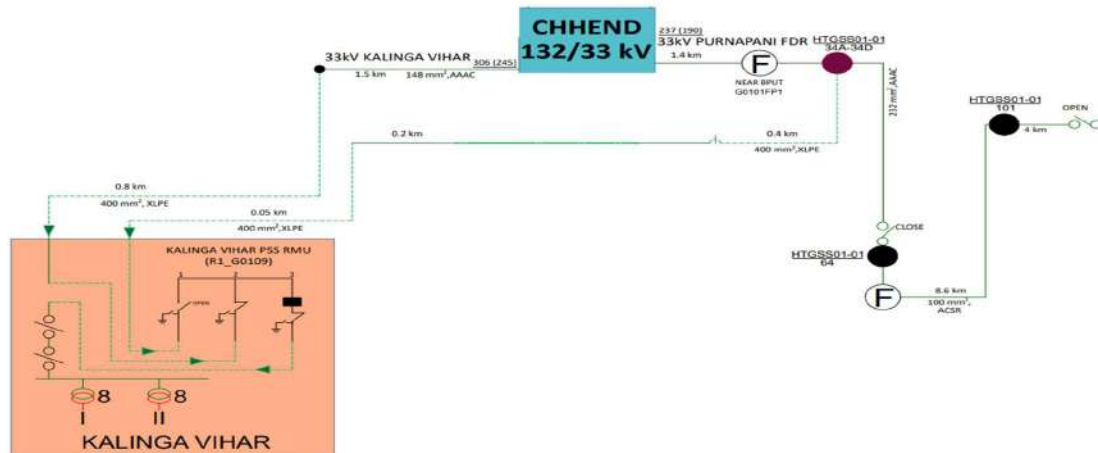 CHHEND
132/33 kV
237 (190)
33kV PURNAPANI FDR
1.4 km
33kV KALINGA VIHAR
306 (245)
1.5 km
148 mm²,AAAC
F
NEAR BPUT
G0101FP1
HTGSS01-01
34A-34D
232 mm²,AAAC
HTGSS01-01
101
OPEN
4 km
0.2 km
0.4 km
400 mm²,XLPE
0.8 km
400 mm², XLPE
0.05 km
400 mm²,XLPE
CLOSE
HTGSS01-01
64
F
8.6 km
100 mm²,
ACSR
KALINGA VIHAR PSS RMU
(R1_G0109)
1
2
3
OPEN
8
8
I
II
KALINGA VIHAR